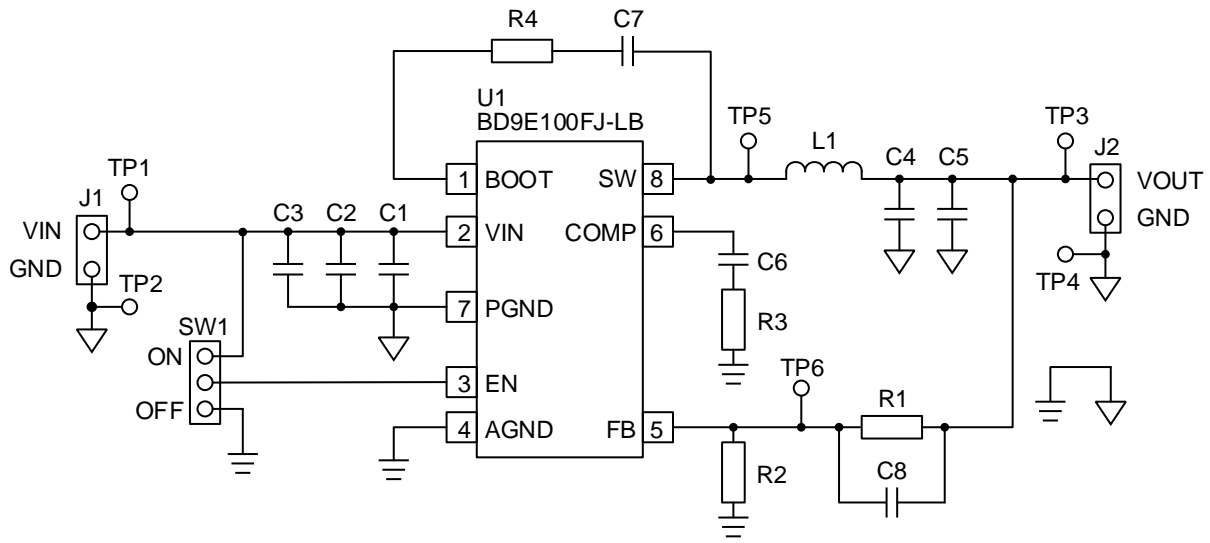 R4
C7
U1
BD9E100FJ-LB
TP5
TP3
L1
C4
C5
J2
TP1
1 BOOT
SW 8
VOUT
J1
C3
C2
C1
GND
VIN
2 VIN
COMP 6
GND
TP2
C6
TP4
7 PGND
R3
SW1
ON
TP6
3 EN
R1
OFF
4 AGND
FB 5
R2
C8